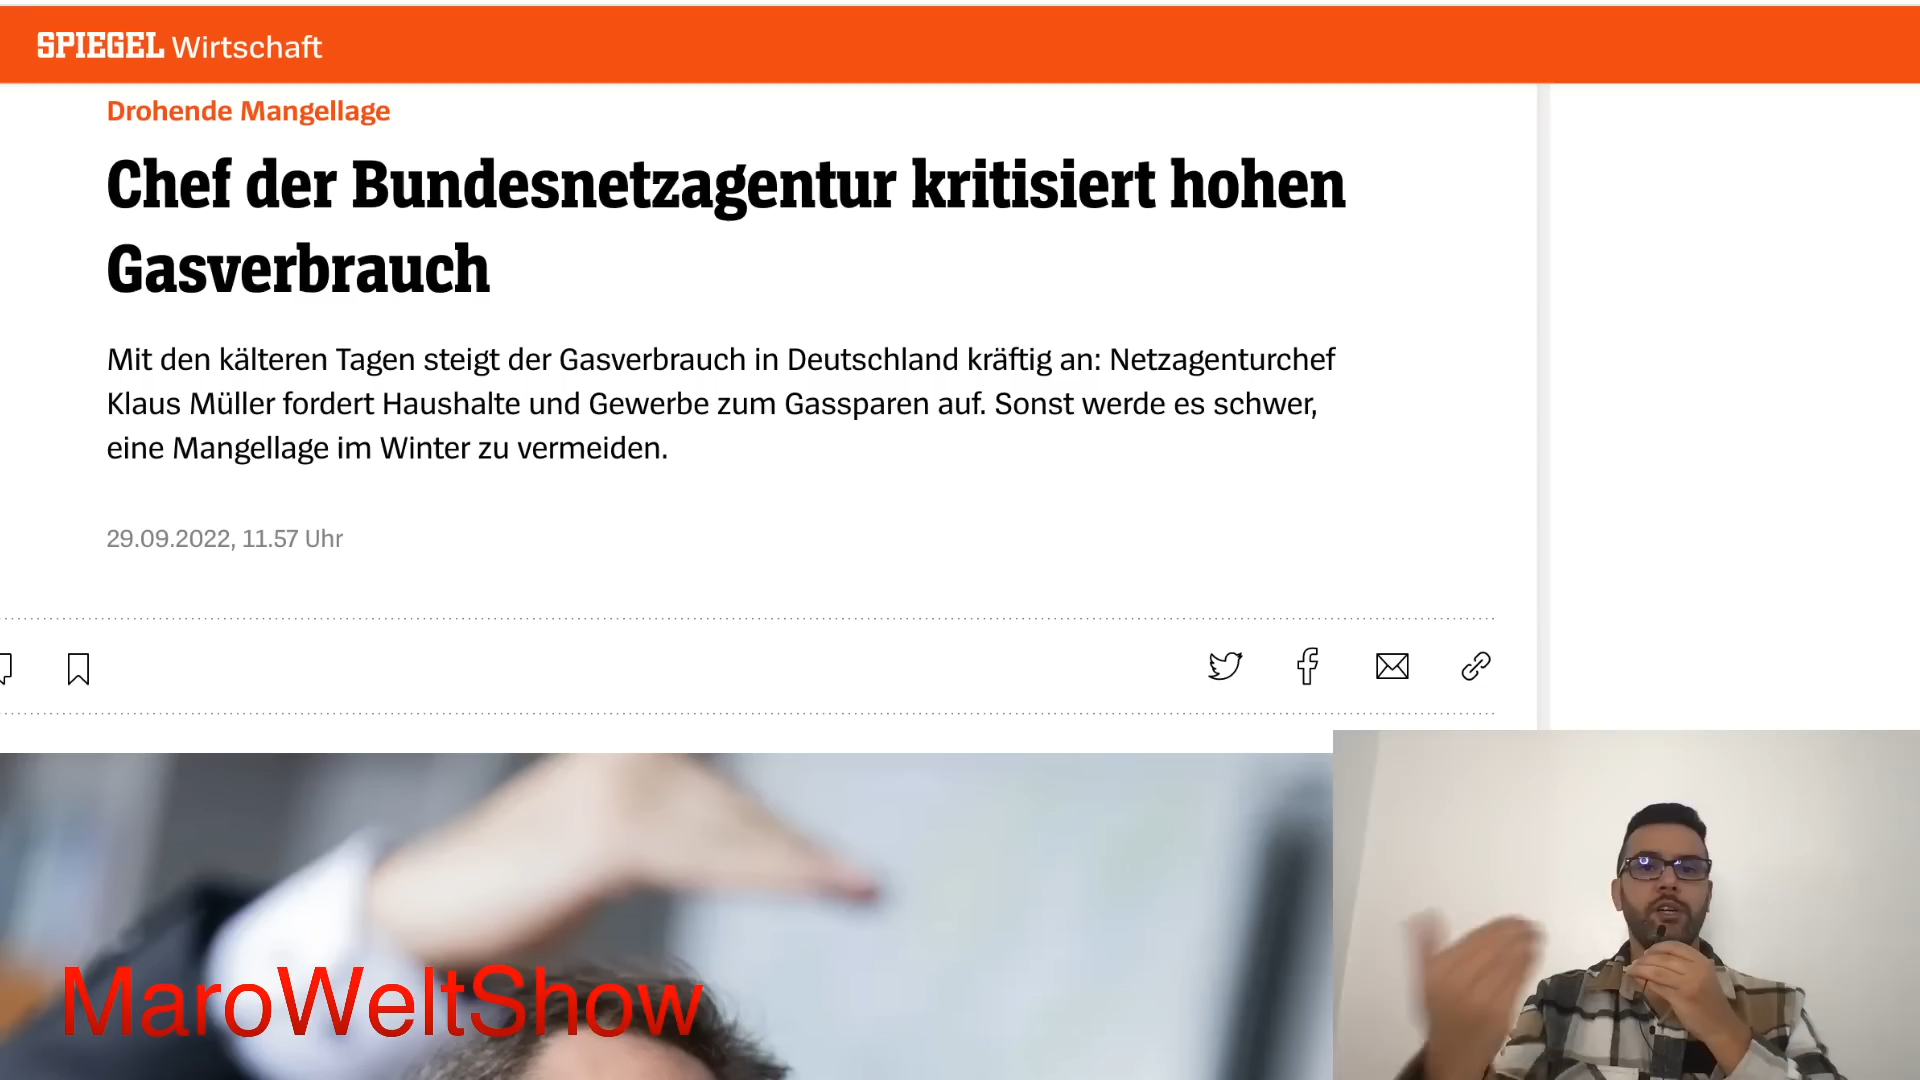 SPIEGEL Wirtschaft
Drohende Mangellage
Chef der Bundesnetzagentur kritisiert hohen
Gasverbrauch
Mit den kälteren Tagen steigt der Gasverbrauch in Deutschland kräftig an: Netzagenturchef
Klaus Müller fordert Haushalte und Gewerbe zum Gassparen auf. Sonst werde es schwer,
eine Mangellage im Winter zu vermeiden.
29.09.2022, 11.57 Uhr
MaroWeltShow